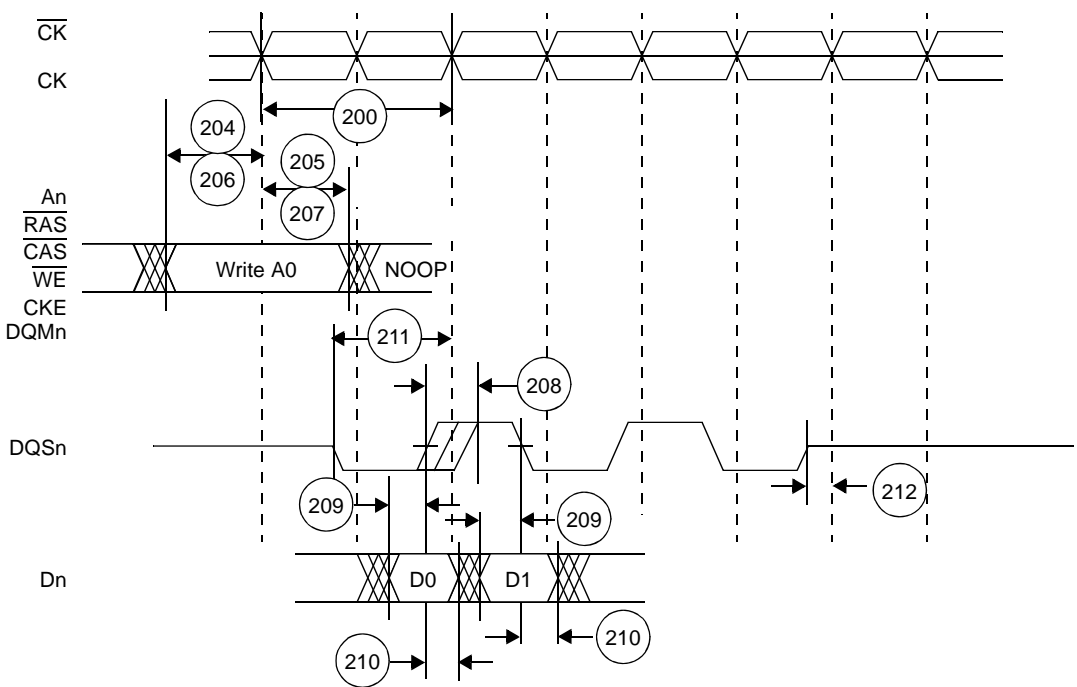 CK
CK
200
204
206
205
207
An
RAS
CAS
WE
CKE
DQMn
Write A0
NOOP
211
208
DQSn
212
209
209
Dn
D0
D1
210
210